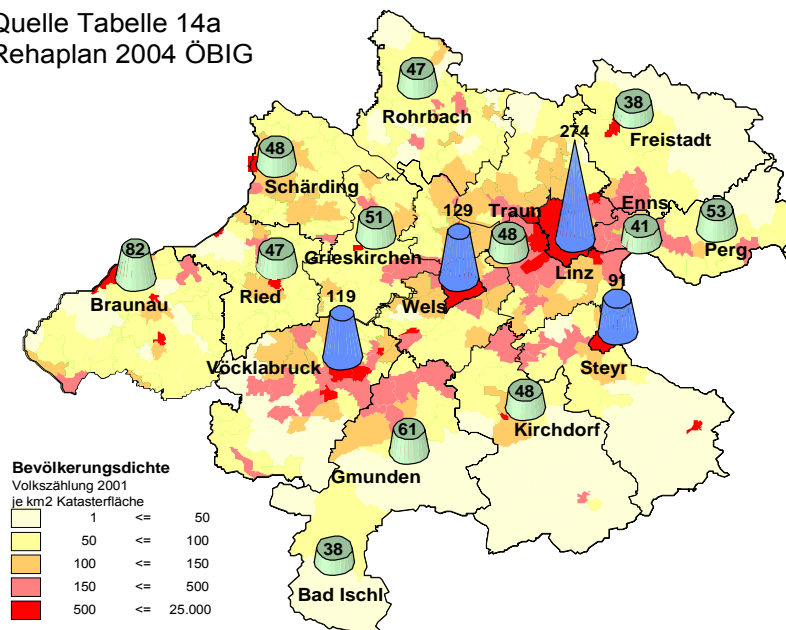 Quelle Tabelle 14a
Rehaplan 2004 ÖBIG
47
Rohrbach
38
Freistadt
274
48
Schärding
51
Grieskirchen
129
Traun
48
Enns
41
53
Perg
82
Braunau
47
Ried
Linz
Wels
119
Vöcklabruck
91
Steyr
48
Kirchdorf
61
Gmunden
38
Bad Ischl
Bevölkerungsdichte
Volkszählung 2001
je km2 Katasterfläche
1 <= 50
50 <= 100
100 <= 150
150 <= 500
500 <= 25.000